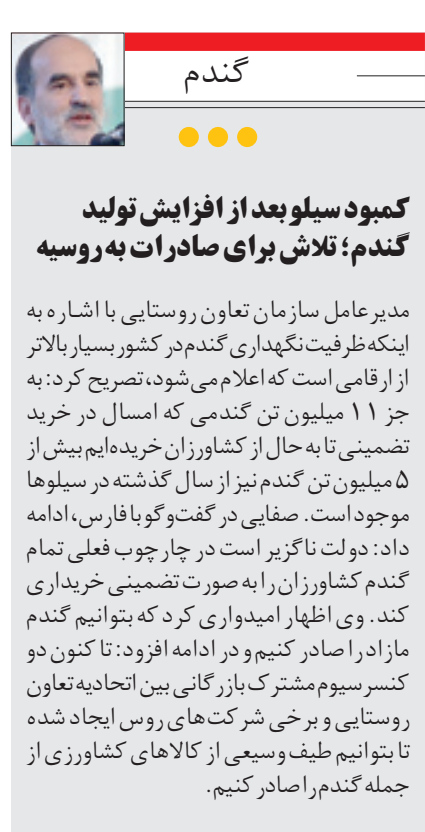 گندم
کمبود سیلو بعد از افزایش تولید
گندم؛ تلاش برای صادرات به روسیه
مدیرعامل سازمان تعاون روستایی با اشاره به
اینکه ظرفیت نگهداری گندم در کشور بسیار بالاتر
از ارقامی است که اعلام می‌شود، تصریح کرد: به
جز ۱۱ میلیون تن گندمی که امسال در خرید
تضمینی تا به حال از کشاورزان خریده‌ایم بیش از
۵ میلیون تن گندم نیز از سال گذشته در سیلوها
موجود است. صفایی در گفت‌وگو با فارس، ادامه
داد: دولت ناگزیر است در چارچوب فعلی تمام
گندم کشاورزان را به صورت تضمینی خریداری
کند. وی اظهار امیدواری کرد که بتوانیم گندم
مازاد را صادر کنیم و در ادامه افزود: تا کنون دو
کنسرسیوم مشترک بازرگانی بین اتحادیه تعاون
روستایی و برخی شرکت‌های روس ایجاد شده
تا بتوانیم طیف وسیعی از کالاهای کشاورزی از
جمله گندم را صادر کنیم.